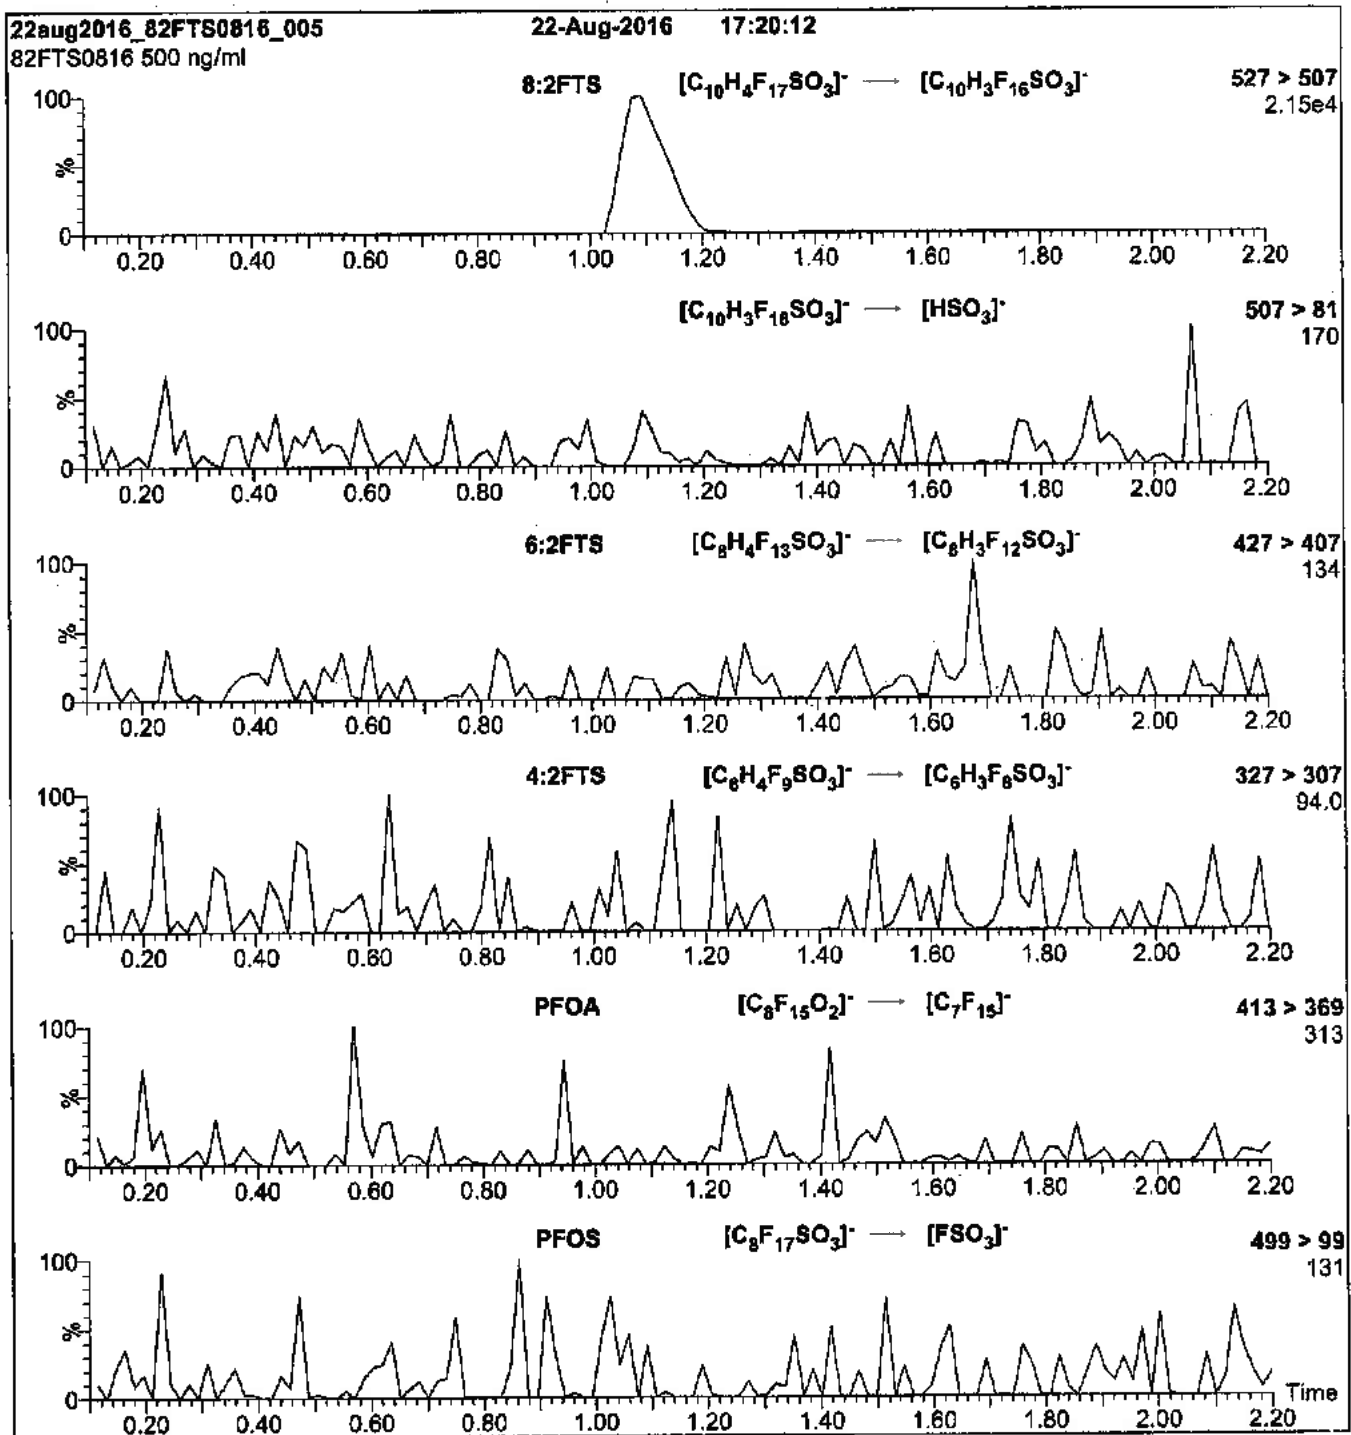 22aug2016_82FTS0816_005 22-Aug-2016 17:20:12
82FTS0816 500 ng/ml
8:2FTS [C₁₀H₄F₁₇SO₃]⁻ → [C₁₀H₃F₁₆SO₃]⁻ 527 > 507
2.15e4
100
%
0
0.20 0.40 0.60 0.80 1.00 1.20 1.40 1.60 1.80 2.00 2.20
[C₁₀H₃F₁₆SO₃]⁻ → [HSO₃]⁻ 507 > 81
170
100
%
0
0.20 0.40 0.60 0.80 1.00 1.20 1.40 1.60 1.80 2.00 2.20
6:2FTS [C₈H₄F₁₃SO₃]⁻ → [C₈H₃F₁₂SO₃]⁻ 427 > 407
134
100
%
0
0.20 0.40 0.60 0.80 1.00 1.20 1.40 1.60 1.80 2.00 2.20
4:2FTS [C₆H₄F₉SO₃]⁻ → [C₆H₃F₈SO₃]⁻ 327 > 307
94.0
100
%
0
0.20 0.40 0.60 0.80 1.00 1.20 1.40 1.60 1.80 2.00 2.20
PFOA [C₈F₁₅O₂]⁻ → [C₇F₁₅]⁻ 413 > 369
313
100
%
0
0.20 0.40 0.60 0.80 1.00 1.20 1.40 1.60 1.80 2.00 2.20
PFOS [C₈F₁₇SO₃]⁻ → [FSO₃]⁻ 499 > 99
131
100
%
0
Time
0.20 0.40 0.60 0.80 1.00 1.20 1.40 1.60 1.80 2.00 2.20